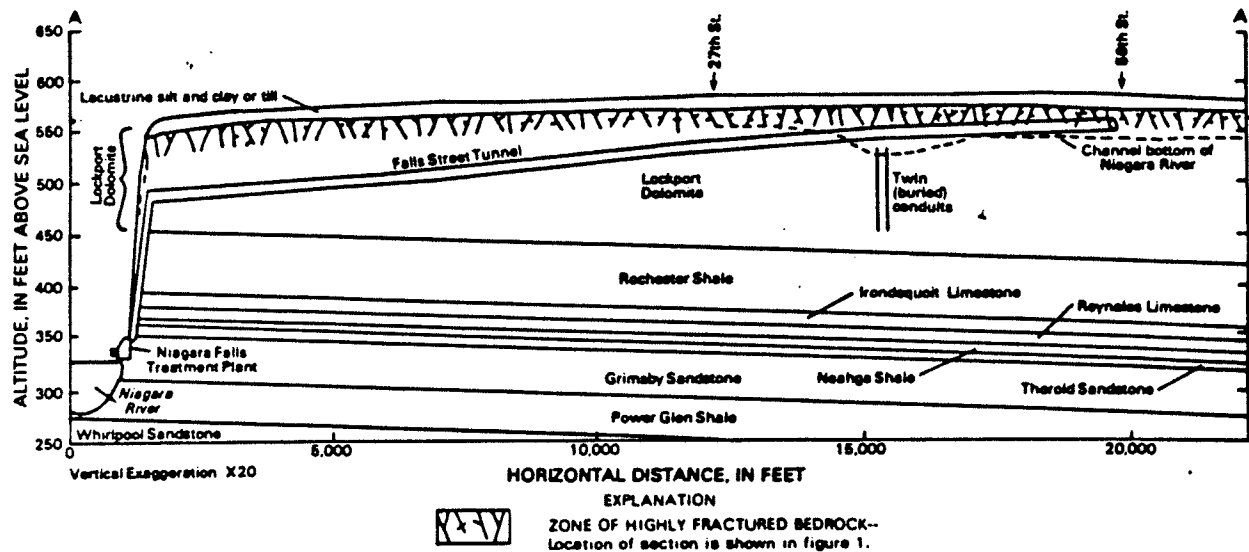 A
A
27th St.
56th St.
ALTITUDE, IN FEET ABOVE SEA LEVEL
650
600
550
500
450
400
350
300
250
Lacustrine silt and clay or till
Lockport
Dolomite
Falls Street Tunnel
Lockport
Dolomite
Twin
(buried)
conduits
Channel bottom of
Niagara River
Rochester Shale
Irondequoit Limestone
Reynales Limestone
Niagara Falls
Treatment Plant
Grimsby Sandstone
Neahga Shale
Thorold Sandstone
Niagara
River
Power Glen Shale
Whirlpool Sandstone
5,000
10,000
15,000
20,000
Vertical Exaggeration X20
HORIZONTAL DISTANCE, IN FEET
EXPLANATION
ZONE OF HIGHLY FRACTURED BEDROCK--
Location of section is shown in figure 1.